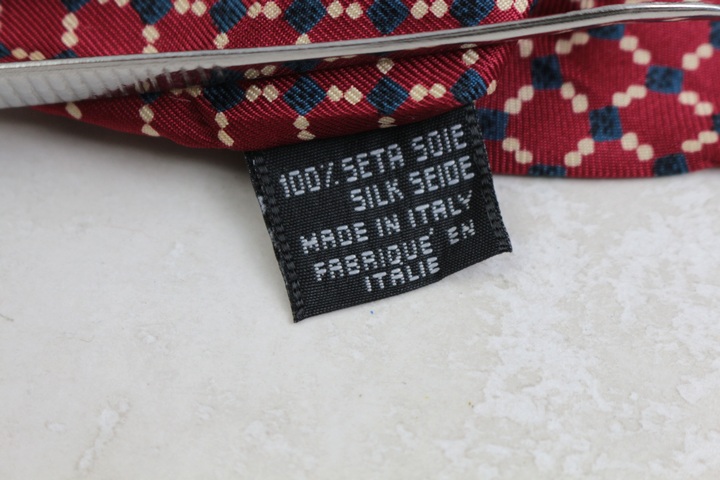 100% SETA SOIE
SILK SEIDE
MADE IN ITALY
FABRIQUÉ EN
ITALIE